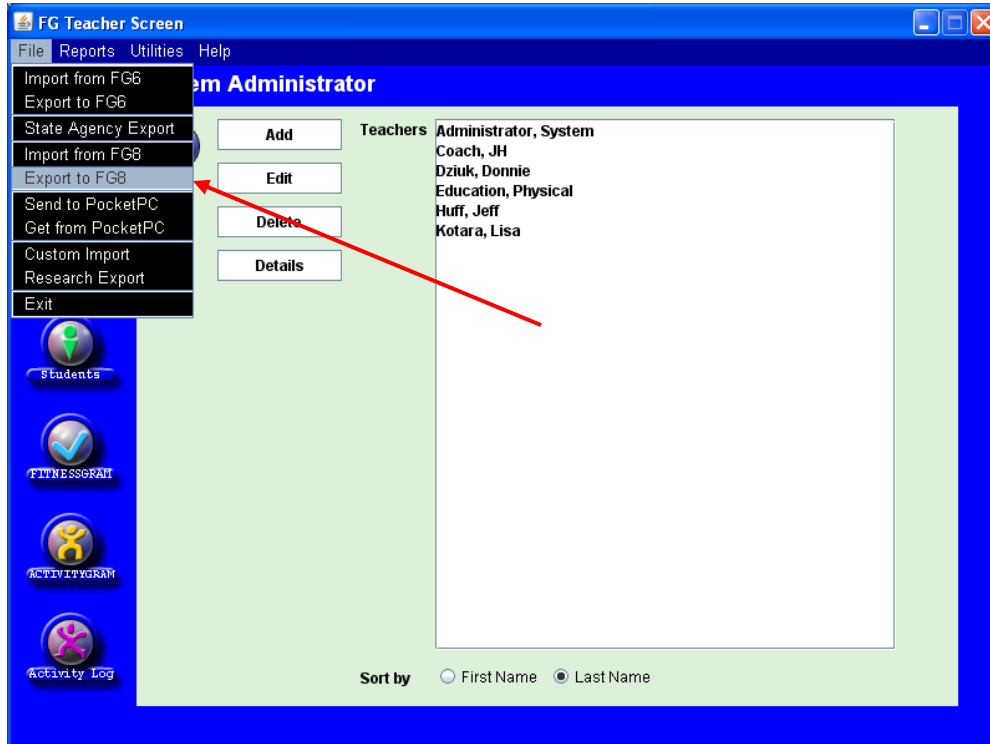 FG Teacher Screen
File Reports Utilities Help
Import from FG6
Export to FG6
State Agency Export
Import from FG8
Export to FG8
Send to PocketPC
Get from PocketPC
Custom Import
Research Export
Exit
em Administrator
Add
Edit
Delete
Details
Teachers
Administrator, System
Coach, JH
Dziuk, Donnie
Education, Physical
Huff, Jeff
Kotara, Lisa
Students
FITNESSGRAM
ACTIVITYGRAM
Activity Log
Sort by First Name Last Name